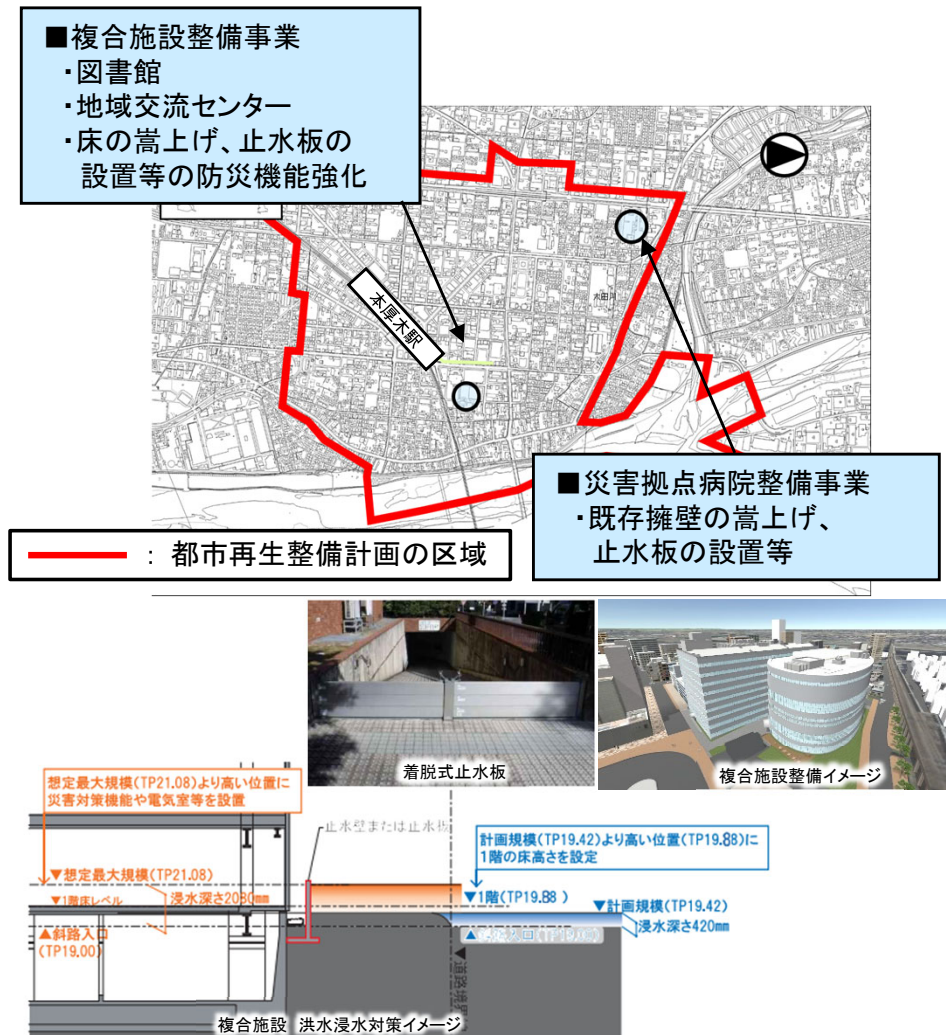 ■複合施設整備事業
・図書館
・地域交流センター
・床の嵩上げ、止水板の
設置等の防災機能強化
本厚木駅
太田川
■災害拠点病院整備事業
・既存擁壁の嵩上げ、
止水板の設置等
：都市再生整備計画の区域
着脱式止水板
複合施設整備イメージ
想定最大規模(TP21.08)より高い位置に
災害対策機能や電気室等を設置
止水壁または止水板
計画規模(TP19.42)より高い位置(TP19.88)に
1階の床高さを設定
▼想定最大規模(TP21.08)
▼1階床レベル
浸水深さ2080mm
▼1階(TP19.88)
▼計画規模(TP19.42)
浸水深さ420mm
▲斜路入口
(TP19.00)
▼道路境界
複合施設 洪水浸水対策イメージ